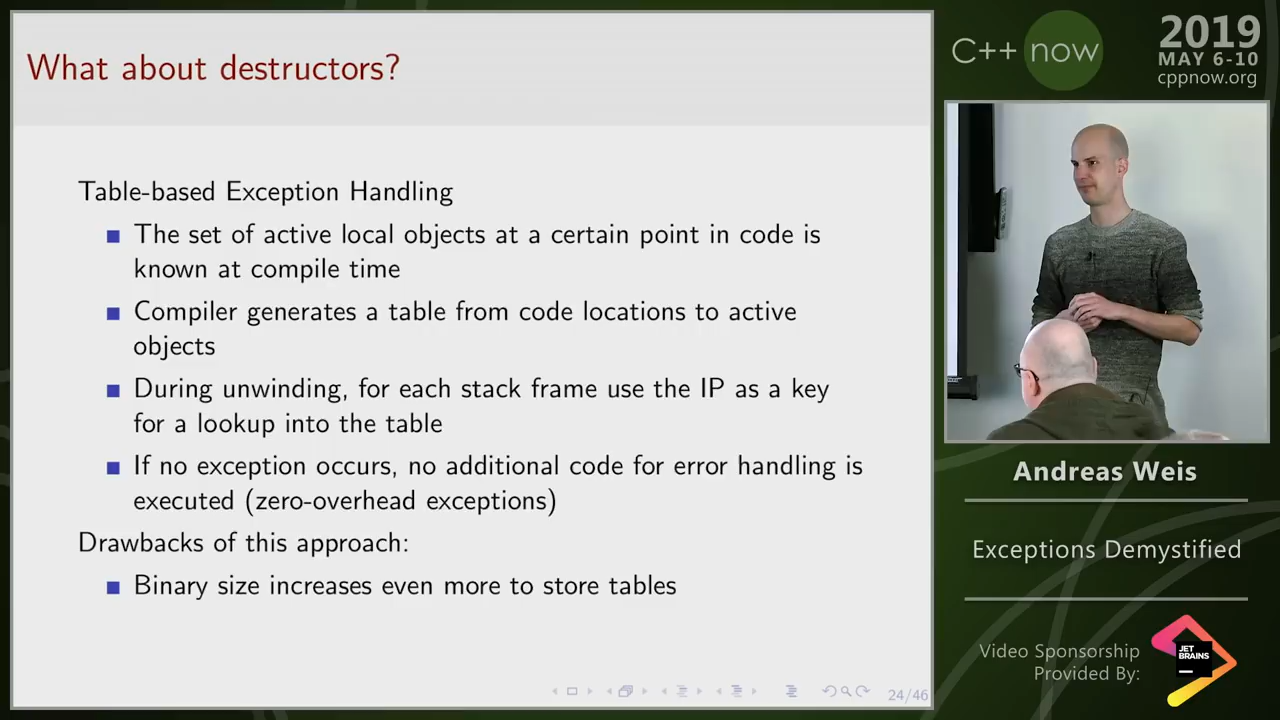 What about destructors?
Table-based Exception Handling
The set of active local objects at a certain point in code is
known at compile time
Compiler generates a table from code locations to active
objects
During unwinding, for each stack frame use the IP as a key
for a lookup into the table
If no exception occurs, no additional code for error handling is
executed (zero-overhead exceptions)
Drawbacks of this approach:
Binary size increases even more to store tables
24/46
C++ now
2019
MAY 6-10
cppnow.org
Andreas Weis
Exceptions Demystified
Video Sponsorship
Provided By:
JET
BRAINS